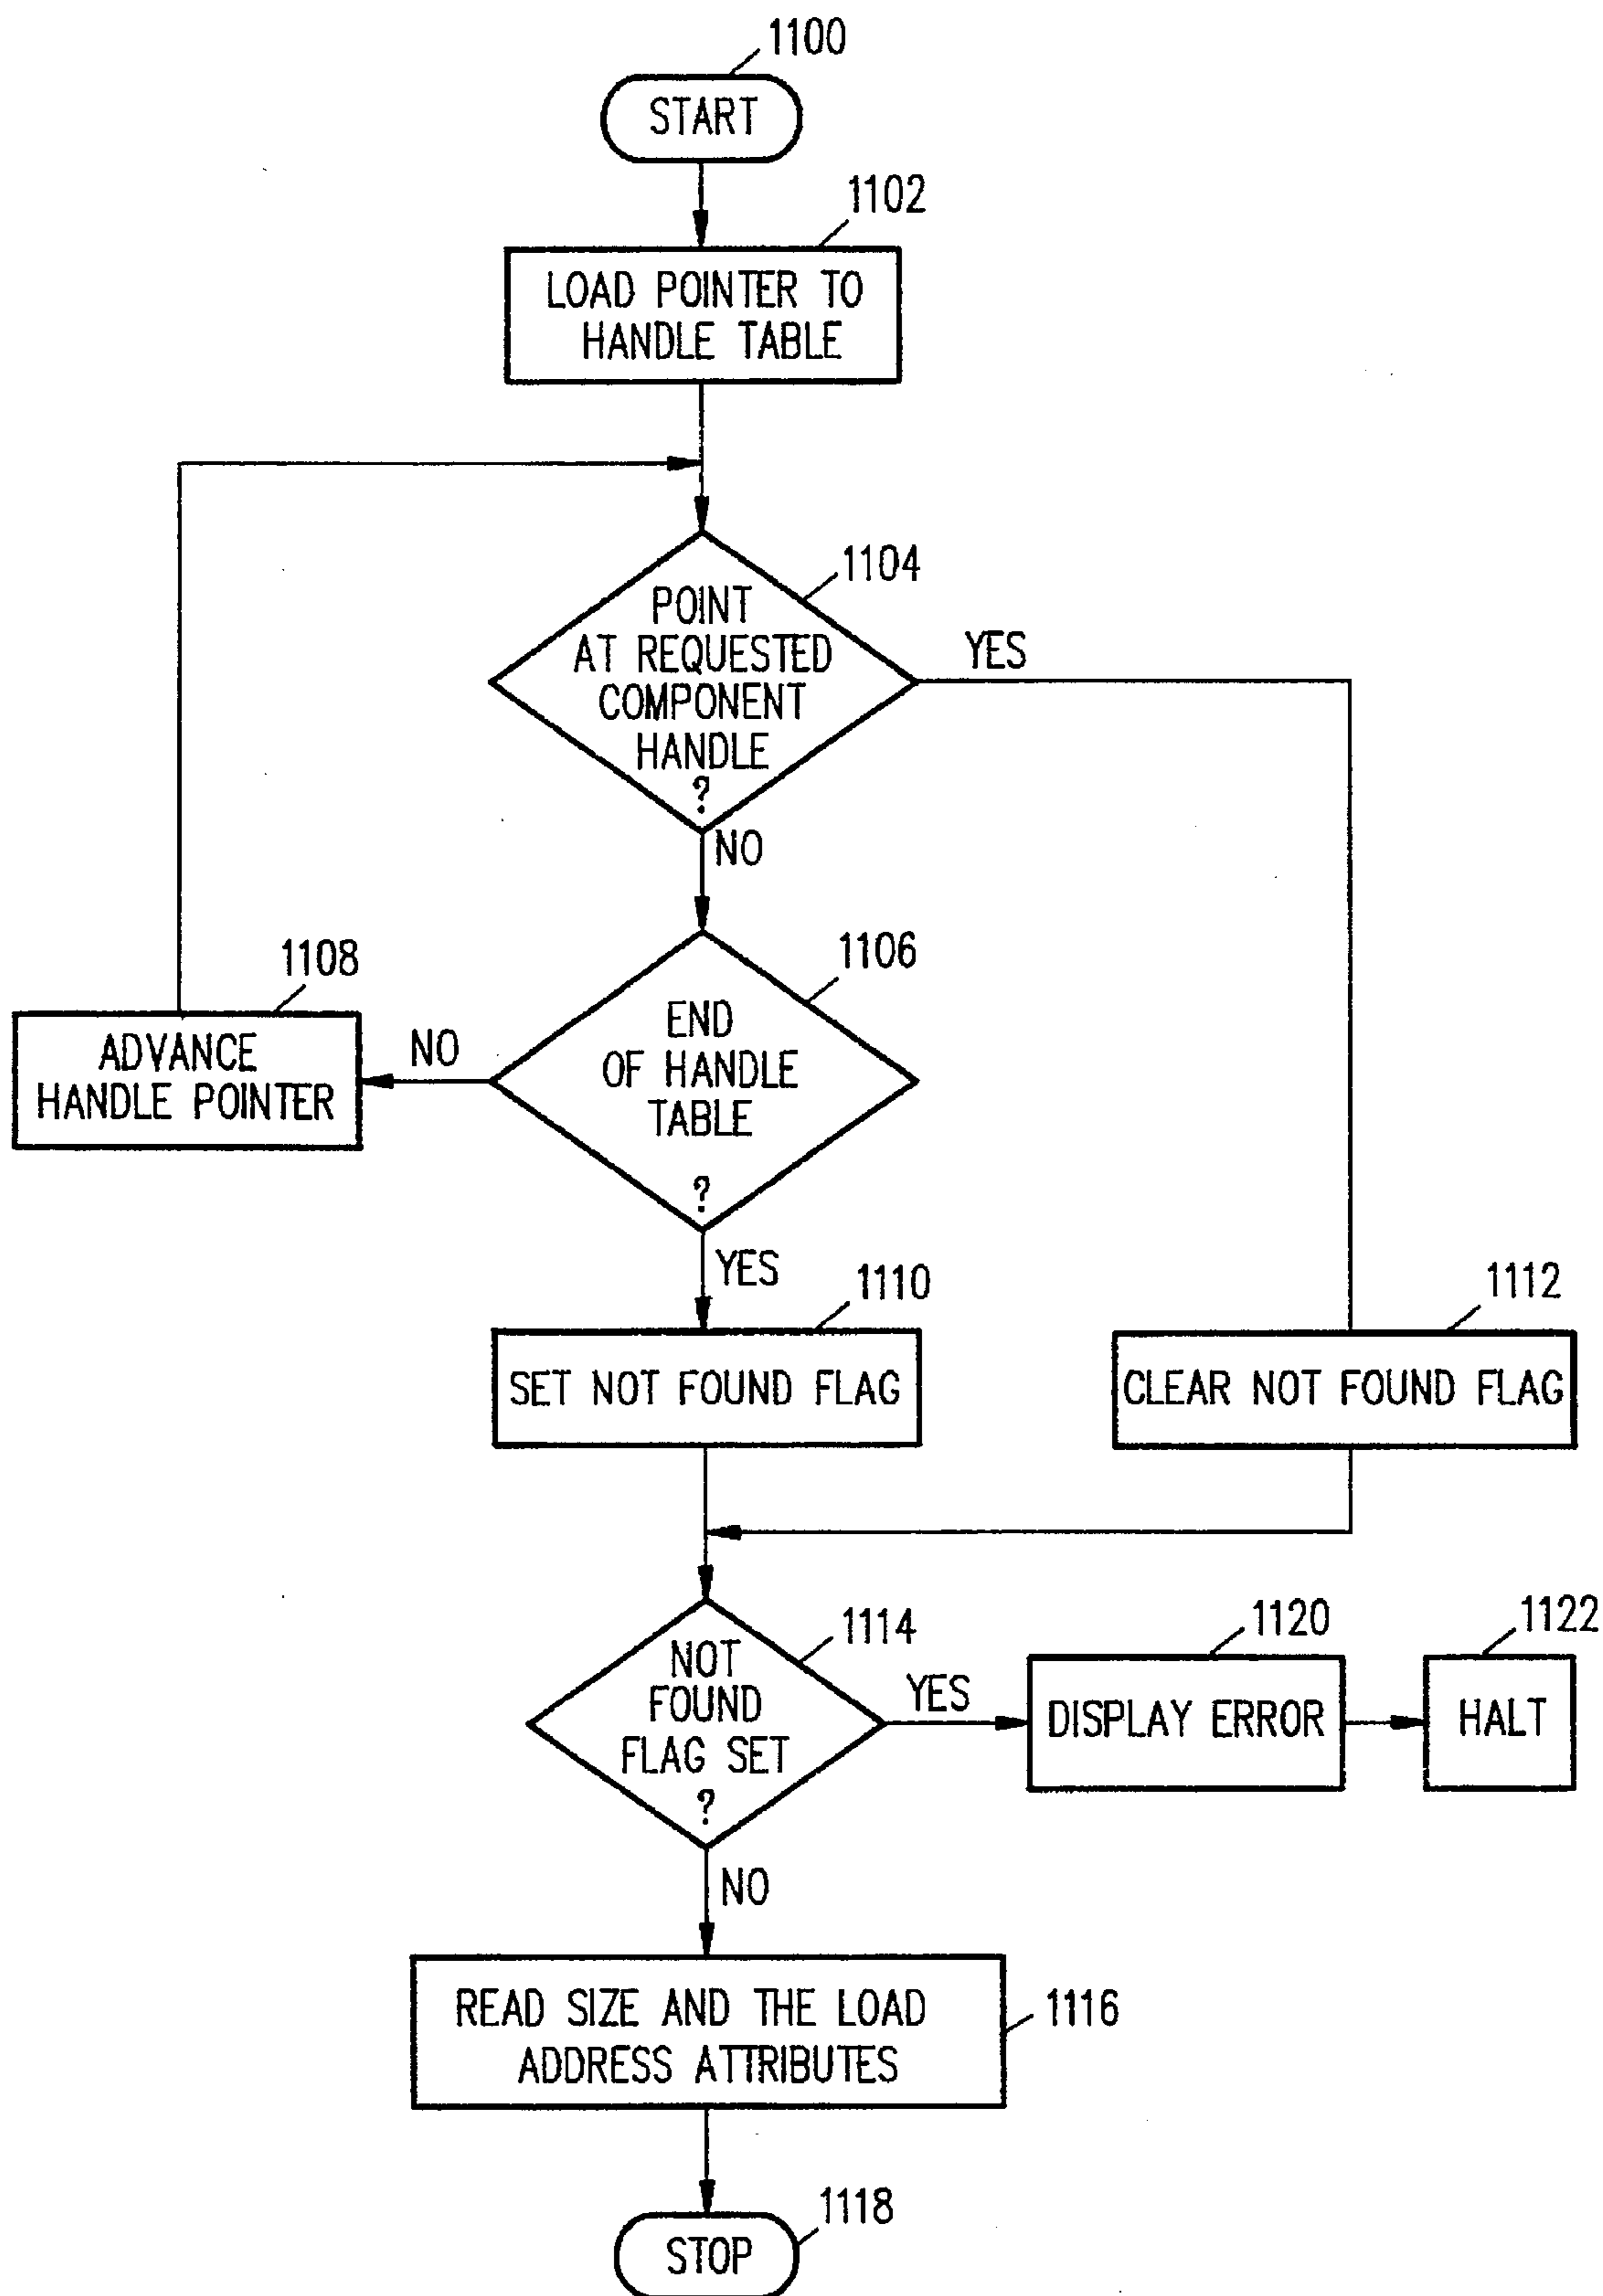 1100
START
1102
LOAD POINTER TO
HANDLE TABLE
1104
POINT
AT REQUESTED
COMPONENT
HANDLE
?
YES
NO
1106
END
OF HANDLE
TABLE
?
NO
1108
ADVANCE
HANDLE POINTER
YES
1110
SET NOT FOUND FLAG
1112
CLEAR NOT FOUND FLAG
1114
NOT
FOUND
FLAG SET
?
YES
1120
DISPLAY ERROR
1122
HALT
NO
READ SIZE AND THE LOAD
ADDRESS ATTRIBUTES
1116
1118
STOP